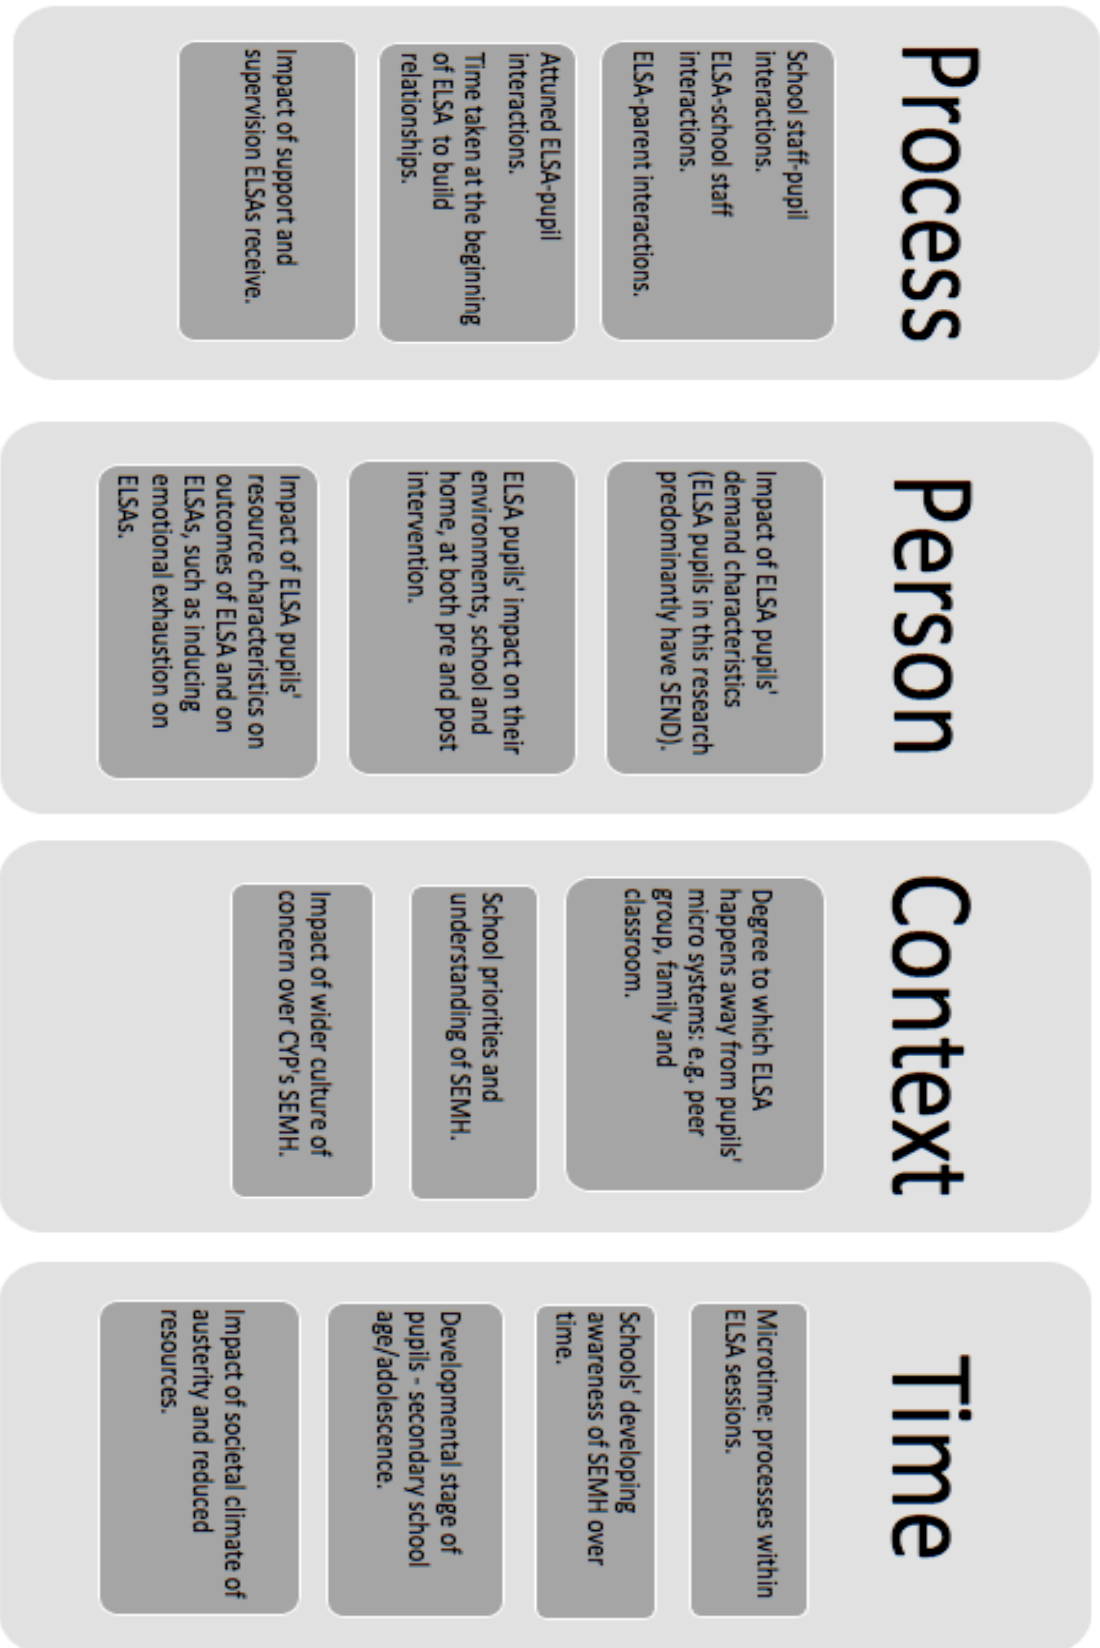 Process
School staff-pupil
interactions.
ELSA-school staff
interactions.
ELSA-parent interactions.
Attuned ELSA-pupil
interactions.
Time taken at the beginning
of ELSA to build
relationships.
Impact of support and
supervision ELSAs receive.
Person
Impact of ELSA pupils'
demand characteristics
(ELSA pupils in this research
predominantly have SEND).
ELSA pupils' impact on their
environments, school and
home, at both pre and post
intervention.
Impact of ELSA pupils'
resource characteristics on
outcomes of ELSA and on
ELSAs, such as inducing
emotional exhaustion on
ELSAs.
Context
Degree to which ELSA
happens away from pupils'
micro systems: e.g. peer
group, family and
classroom.
School priorities and
understanding of SEMH.
Impact of wider culture of
concern over CYP's SEMH.
Time
Microtime: processes within
ELSA sessions.
Schools' developing
awareness of SEMH over
time.
Developmental stage of
pupils - secondary school
age/adolescence.
Impact of societal climate of
austerity and reduced
resources.